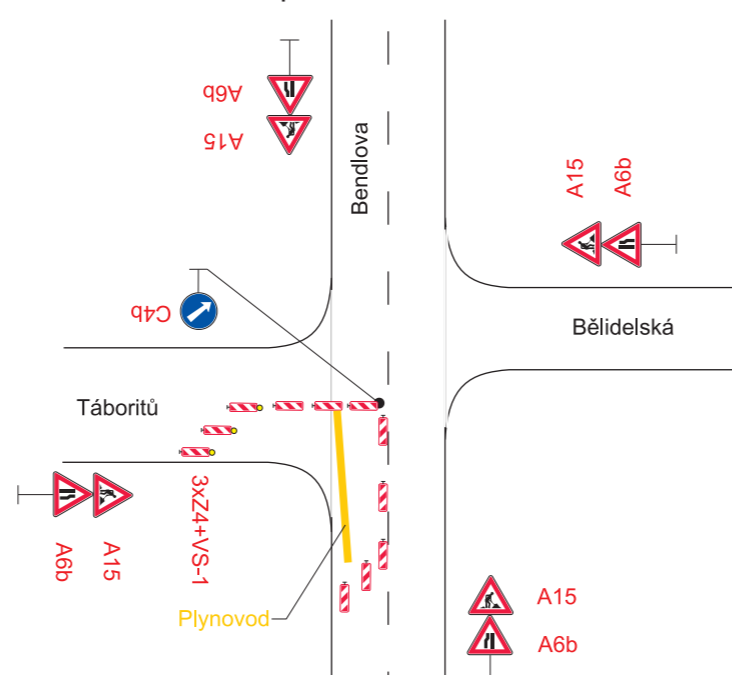 A6b
A15
Bendlova
A15
A6b
C4b
Bělidelská
Táboritů
3xZ4+VS-1
A6b
A15
Plynovod
A15
A6b